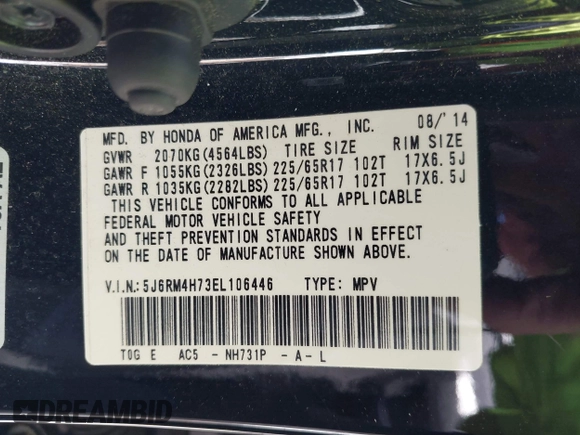 MFD. BY HONDA OF AMERICA MFG., INC. 08/'14
GVWR 2070KG(4564LBS) TIRE SIZE RIM SIZE
GAWR F 1055KG(2326LBS) 225/65R17 102T 17X6.5J
GAWR R 1035KG(2282LBS) 225/65R17 102T 17X6.5J
THIS VEHICLE CONFORMS TO ALL APPLICABLE
FEDERAL MOTOR VEHICLE SAFETY
AND THEFT PREVENTION STANDARDS IN EFFECT
ON THE DATE OF MANUFACTURE SHOWN ABOVE.
V.I.N.:5J6RM4H73EL106446 TYPE: MPV
T0G E AC5 - NH731P - A - L
DREAMBID